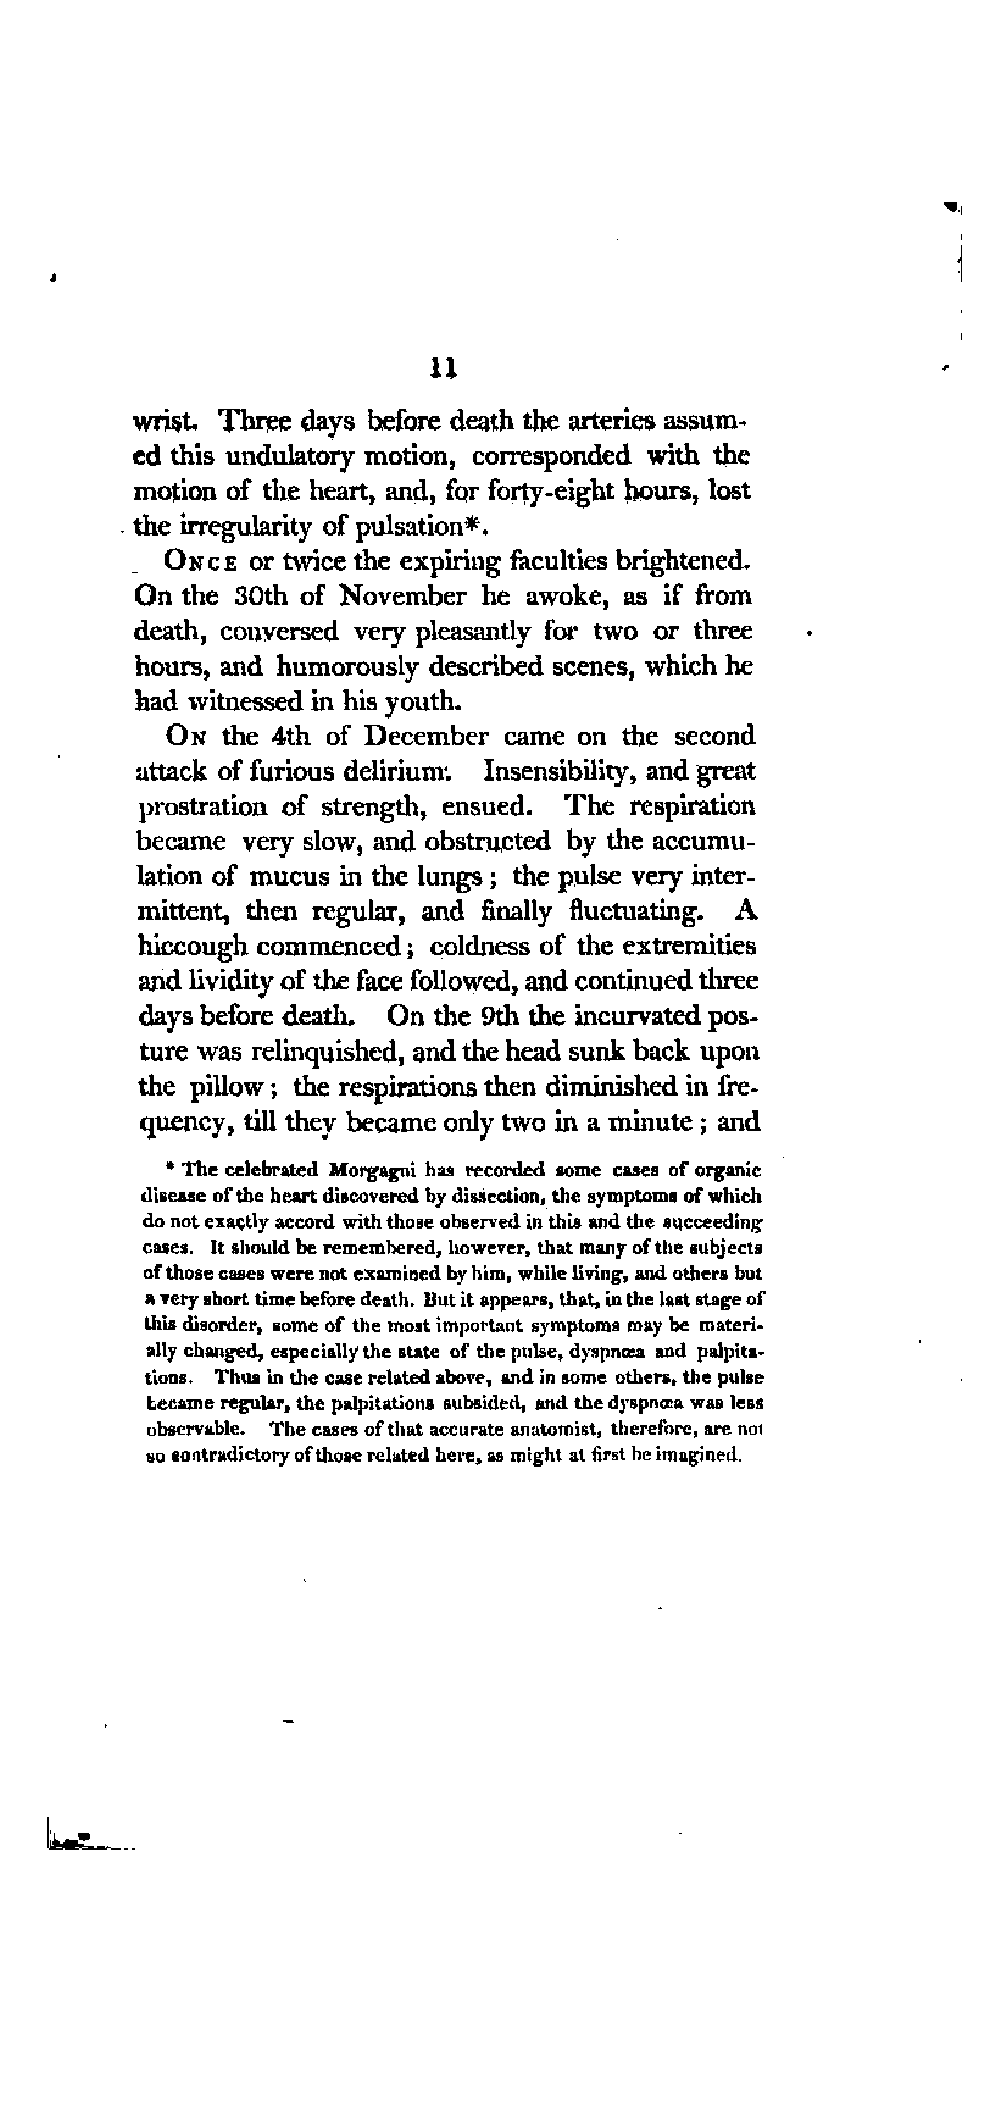 11
wrist. Three days before death the arteries assum-
ed this undulatory motion, corresponded with the
motion of the heart, and, for forty-eight hours, lost
the irregularity of pulsation*.
Once or twice the expiring faculties brightened.
On the 30th of November he awoke, as if from
death, conversed very pleasantly for two or three
hours, and humorously described scenes, which he
had witnessed in his youth.
On the 4th of December came on the second
attack of furious delirium. Insensibility, and great
prostration of strength, ensued. The respiration
became very slow, and obstructed by the accumu-
lation of mucus in the lungs; the pulse very inter-
mittent, then regular, and finally fluctuating. A
hiccough commenced; coldness of the extremities
and lividity of the face followed, and continued three
days before death. On the 9th the incurvated pos-
ture was relinquished, and the head sunk back upon
the pillow; the respirations then diminished in fre-
quency, till they became only two in a minute; and
* The celebrated Morgagni has recorded some cases of organic
disease of the heart discovered by dissection, the symptoms of which
do not exactly accord with those observed in this and the succeeding
cases. It should be remembered, however, that many of the subjects
of those cases were not examined by him, while living, and others but
a very short time before death. But it appears, that, in the last stage of
this disorder, some of the most important symptoms may be materi-
ally changed, especially the state of the pulse, dyspnœa and palpita-
tions. Thus in the case related above, and in some others, the pulse
became regular, the palpitations subsided, and the dyspnœa was less
observable. The cases of that accurate anatomist, therefore, are not
so contradictory of those related here, as might at first be imagined.